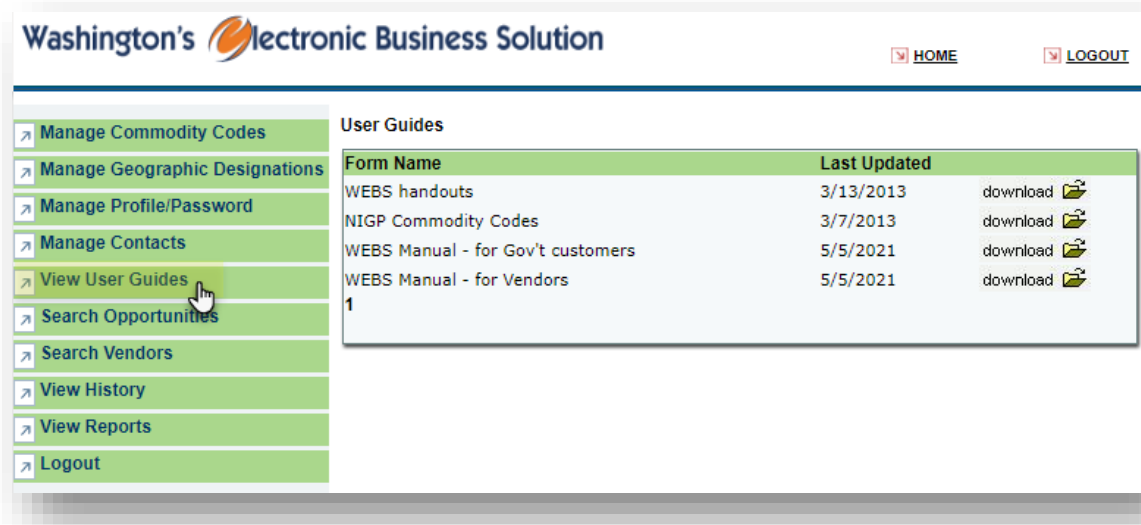 Washington's Electronic Business Solution
HOME LOGOUT
Manage Commodity Codes
Manage Geographic Designations
Manage Profile/Password
Manage Contacts
View User Guides
Search Opportunities
Search Vendors
View History
View Reports
Logout
User Guides
Form Name Last Updated
WEBS handouts 3/13/2013 download
NIGP Commodity Codes 3/7/2013 download
WEBS Manual - for Gov't customers 5/5/2021 download
WEBS Manual - for Vendors 5/5/2021 download
1